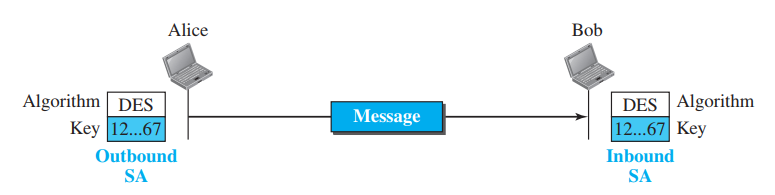 Alice
Bob
Algorithm DES
Key 12...67
Outbound
SA
Message
DES Algorithm
12...67 Key
Inbound
SA